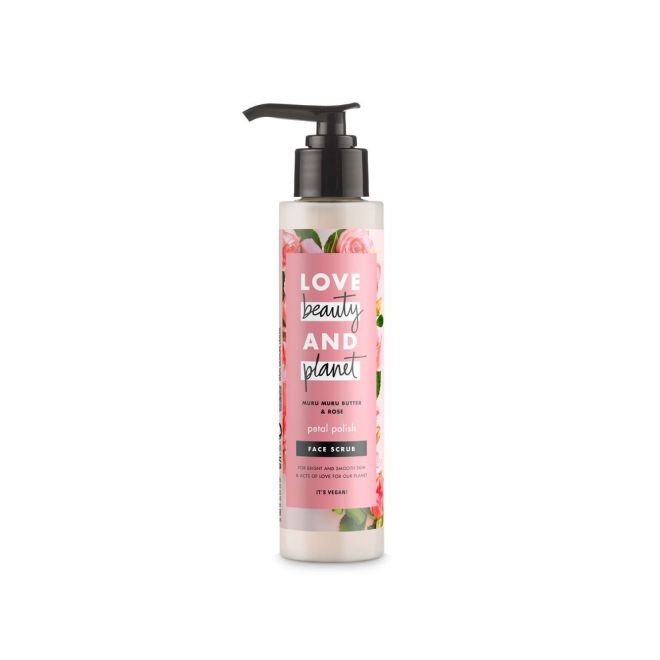 LOVE
beauty
AND
planet
MURU MURU BUTTER
& ROSE
petal polish
FACE SCRUB
FOR BRIGHT AND SMOOTH SKIN
& ACTS OF LOVE FOR OUR PLANET
IT'S VEGAN!